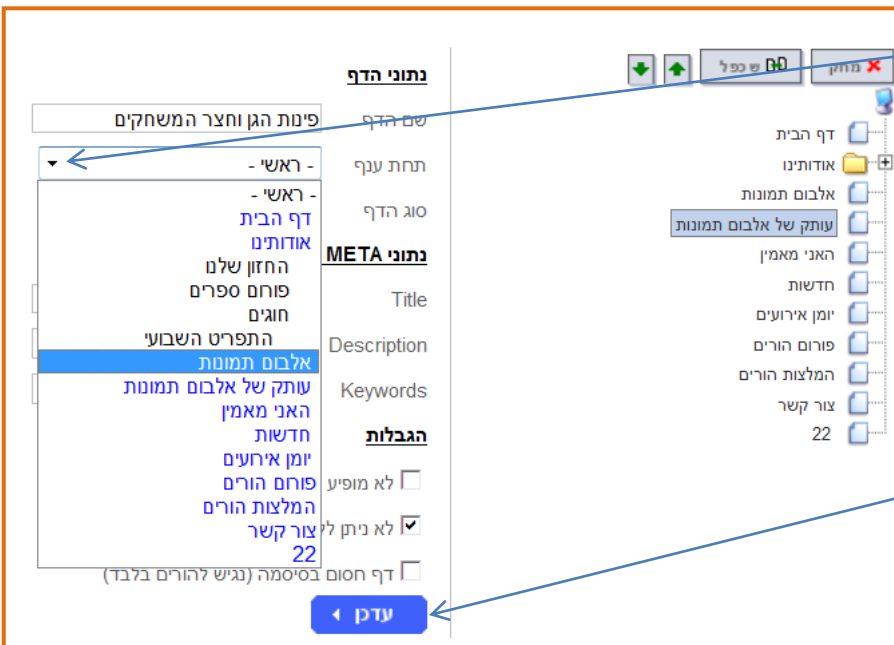 מחק
שכפל
דף הבית
אודותינו
אלבום תמונות
עותק של אלבום תמונות
האני מאמין
חדשות
יומן אירועים
פורום הורים
המלצות הורים
צור קשר
22
נתוני הדף
שם הדף
פינות הגן וחצר המשחקים
תחת ענף
- ראשי -
סוג הדף
- ראשי -
דף הבית
אודותינו
החזון שלנו
פורום ספרים
חוגים
התפריט השבועי
אלבום תמונות
עותק של אלבום תמונות
האני מאמין
חדשות
יומן אירועים
פורום הורים
המלצות הורים
צור קשר
22
נתוני META
Title
Description
Keywords
הגבלות
לא מופיע
לא ניתן
דף חסום בסיסמה (נגיש להורים בלבד)
עדכן